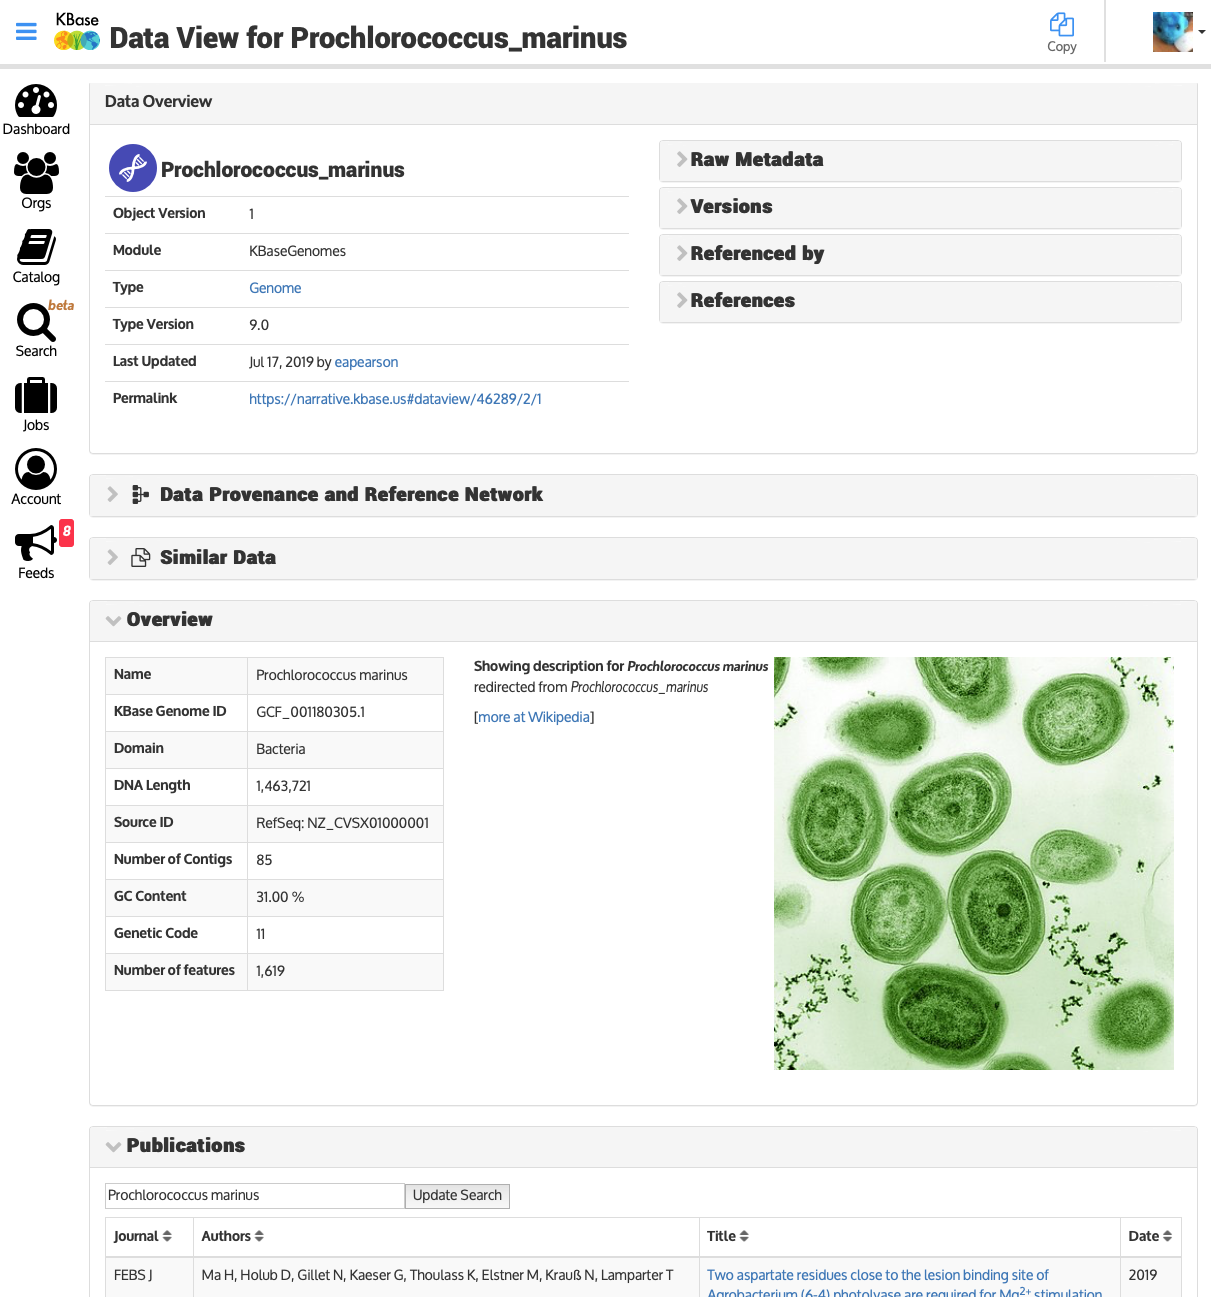 KBase
Data View for Prochlorococcus_marinus
Copy
Dashboard
Orgs
Catalog
beta
Search
Jobs
Account
8
Feeds
Data Overview
Prochlorococcus_marinus
Object Version 1
Module KBaseGenomes
Type Genome
Type Version 9.0
Last Updated Jul 17, 2019 by eapearson
Permalink https://narrative.kbase.us#dataview/46289/2/1
Raw Metadata
Versions
Referenced by
References
Data Provenance and Reference Network
Similar Data
Overview
Name Prochlorococcus marinus
KBase Genome ID GCF_001180305.1
Domain Bacteria
DNA Length 1,463,721
Source ID RefSeq: NZ_CVSX01000001
Number of Contigs 85
GC Content 31.00 %
Genetic Code 11
Number of features 1,619
Showing description for Prochlorococcus marinus
redirected from Prochlorococcus_marinus
[more at Wikipedia]
Publications
Prochlorococcus marinus Update Search
Journal Authors Title Date
FEBS J Ma H, Holub D, Gillet N, Kaeser G, Thoulass K, Elstner M, Krauß N, Lamparter T Two aspartate residues close to the lesion binding site of 2019
Agrobacterium (6-4) photolyase are required for Mg2+ stimulation